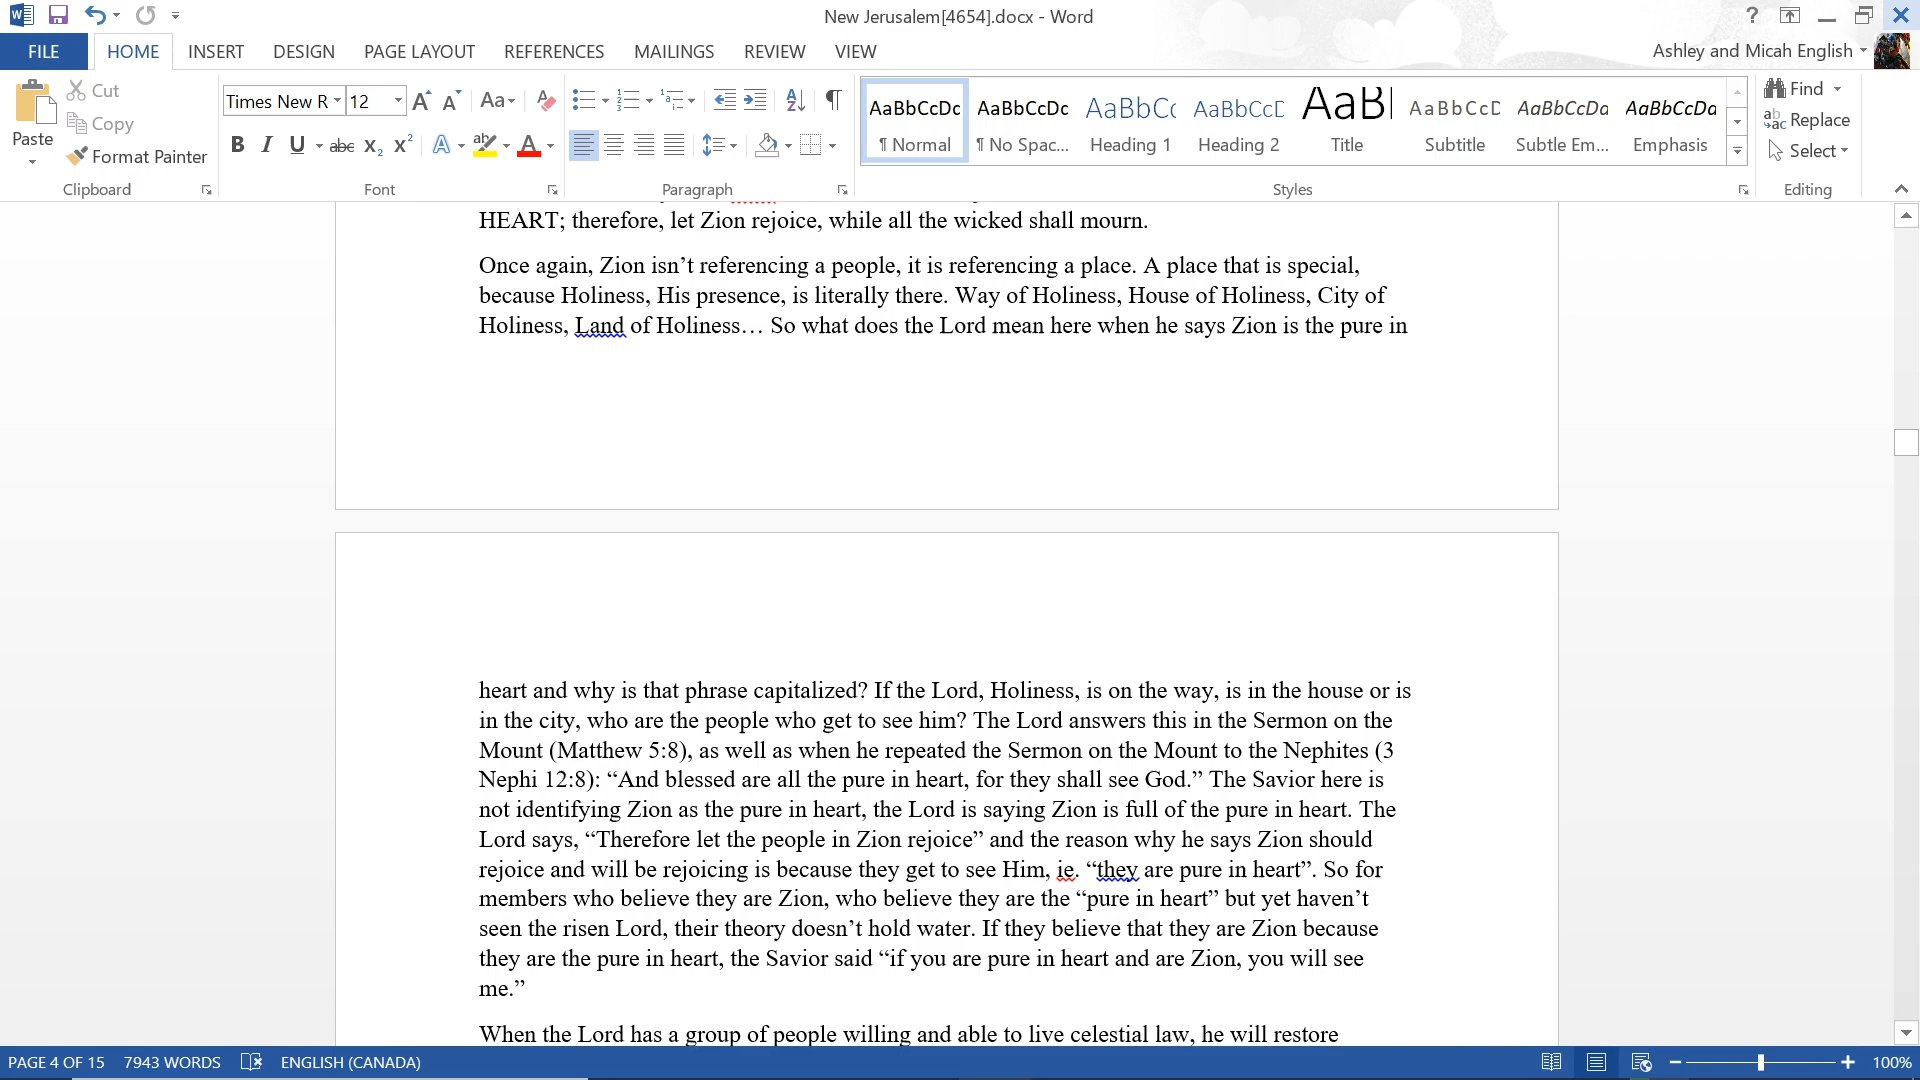 New Jerusalem[4654].docx - Word
?
FILE HOME INSERT DESIGN PAGE LAYOUT REFERENCES MAILINGS REVIEW VIEW
Ashley and Micah English
Paste
Cut
Copy
Format Painter
Clipboard
Times New R 12
Font
Paragraph
AaBbCcDc AaBbCcDc AaBbCc AaBbCcD AaBl AaBbCcD AaBbCcDa AaBbCcDa
¶ Normal ¶ No Spac... Heading 1 Heading 2 Title Subtitle Subtle Em... Emphasis
Styles
Find
Replace
Select
Editing
HEART; therefore, let Zion rejoice, while all the wicked shall mourn.
Once again, Zion isn’t referencing a people, it is referencing a place. A place that is special,
because Holiness, His presence, is literally there. Way of Holiness, House of Holiness, City of
Holiness, Land of Holiness… So what does the Lord mean here when he says Zion is the pure in
heart and why is that phrase capitalized? If the Lord, Holiness, is on the way, is in the house or is
in the city, who are the people who get to see him? The Lord answers this in the Sermon on the
Mount (Matthew 5:8), as well as when he repeated the Sermon on the Mount to the Nephites (3
Nephi 12:8): “And blessed are all the pure in heart, for they shall see God.” The Savior here is
not identifying Zion as the pure in heart, the Lord is saying Zion is full of the pure in heart. The
Lord says, “Therefore let the people in Zion rejoice” and the reason why he says Zion should
rejoice and will be rejoicing is because they get to see Him, ie. “they are pure in heart”. So for
members who believe they are Zion, who believe they are the “pure in heart” but yet haven’t
seen the risen Lord, their theory doesn’t hold water. If they believe that they are Zion because
they are the pure in heart, the Savior said “if you are pure in heart and are Zion, you will see
me.”
When the Lord has a group of people willing and able to live celestial law, he will restore
PAGE 4 OF 15 7943 WORDS ENGLISH (CANADA)
100%